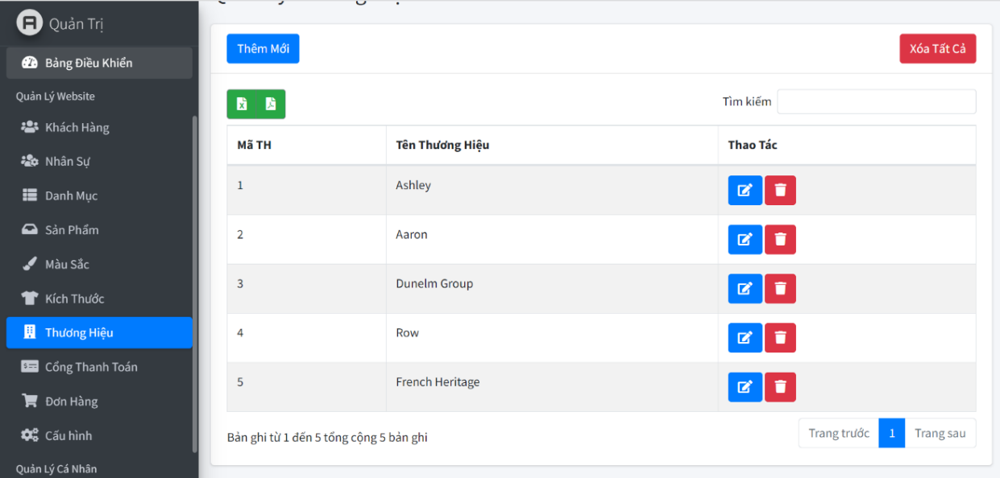 Quản Trị
Bảng Điều Khiển
Quản Lý Website
Khách Hàng
Nhân Sự
Danh Mục
Sản Phẩm
Màu Sắc
Kích Thước
Thương Hiệu
Cổng Thanh Toán
Đơn Hàng
Cấu hình
Quản Lý Cá Nhân
Thêm Mới
Xóa Tất Cả
Tìm kiếm
Mã TH Tên Thương Hiệu Thao Tác
1 Ashley
2 Aaron
3 Dunelm Group
4 Row
5 French Heritage
Bản ghi từ 1 đến 5 tổng cộng 5 bản ghi
Trang trước 1 Trang sau